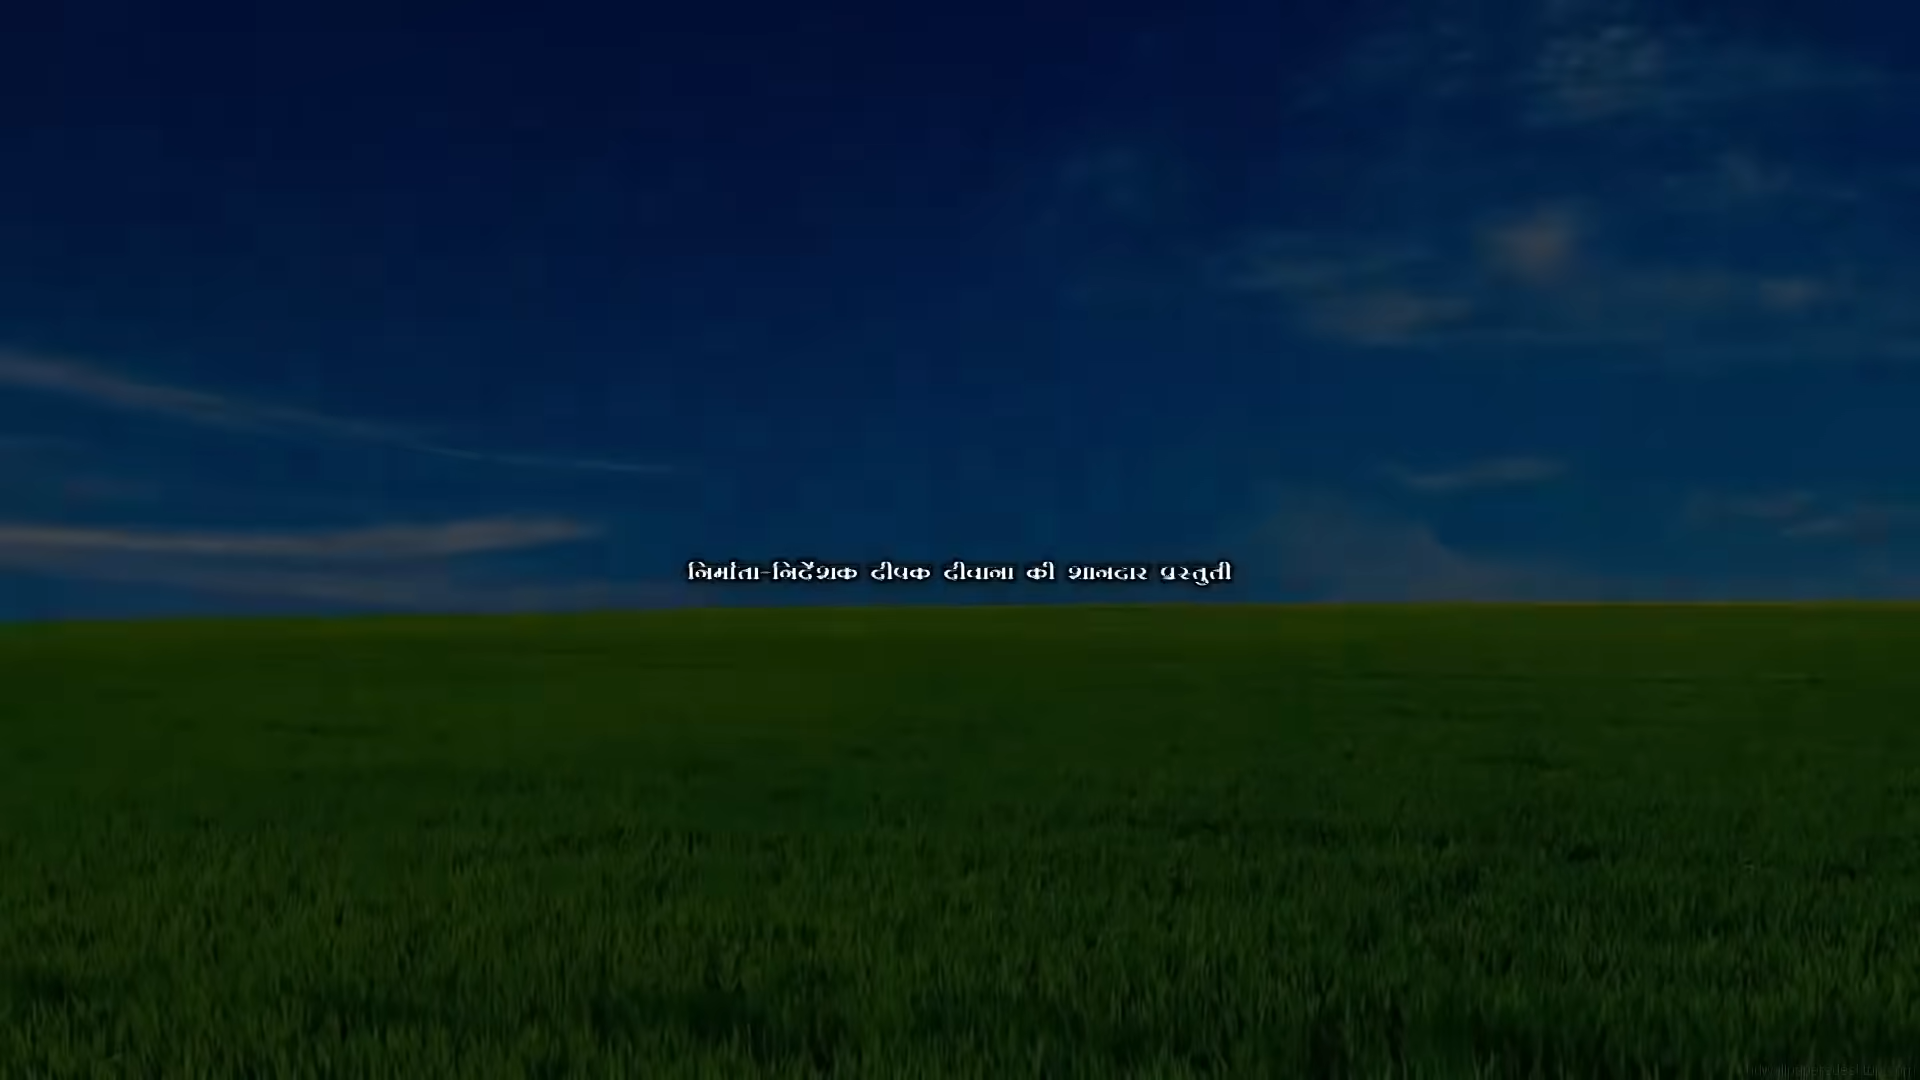 निर्माता-निर्देशक दीपक दीवाना की शानदार प्रस्तुती